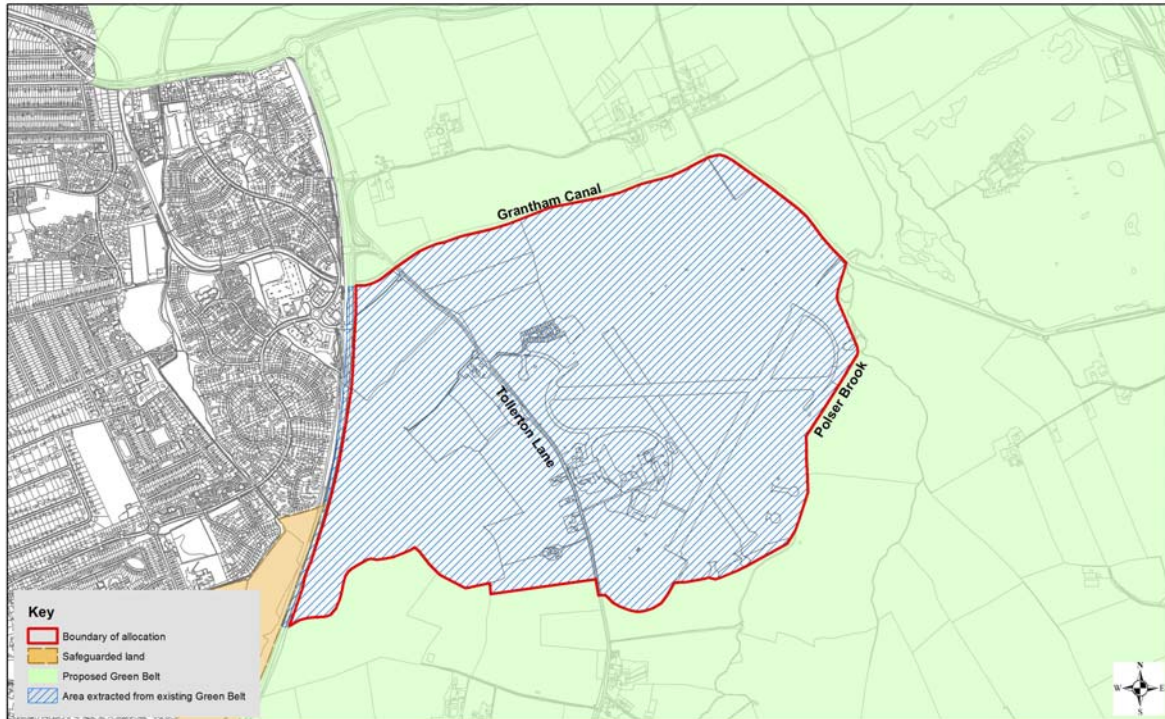 Grantham Canal
Tollerton Lane
Polser Brook
Key
Boundary of allocation
Safeguarded land
Proposed Green Belt
Area extracted from existing Green Belt
N
W E
S